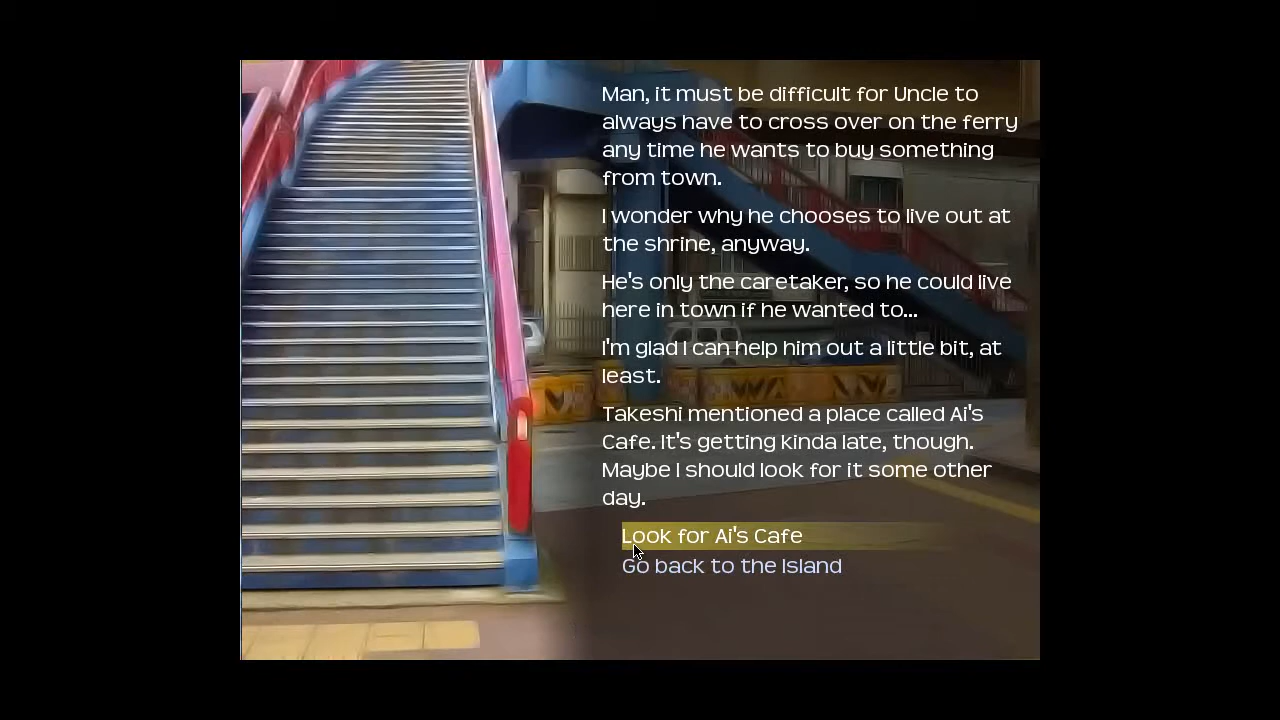 Man, it must be difficult for Uncle to
always have to cross over on the ferry
any time he wants to buy something
from town.
I wonder why he chooses to live out at
the shrine, anyway.
He's only the caretaker, so he could live
here in town if he wanted to...
I'm glad I can help him out a little bit, at
least.
Takeshi mentioned a place called Ai's
Cafe. It's getting kinda late, though.
Maybe I should look for it some other
day.
Look for Ai's Cafe
Go back to the Island